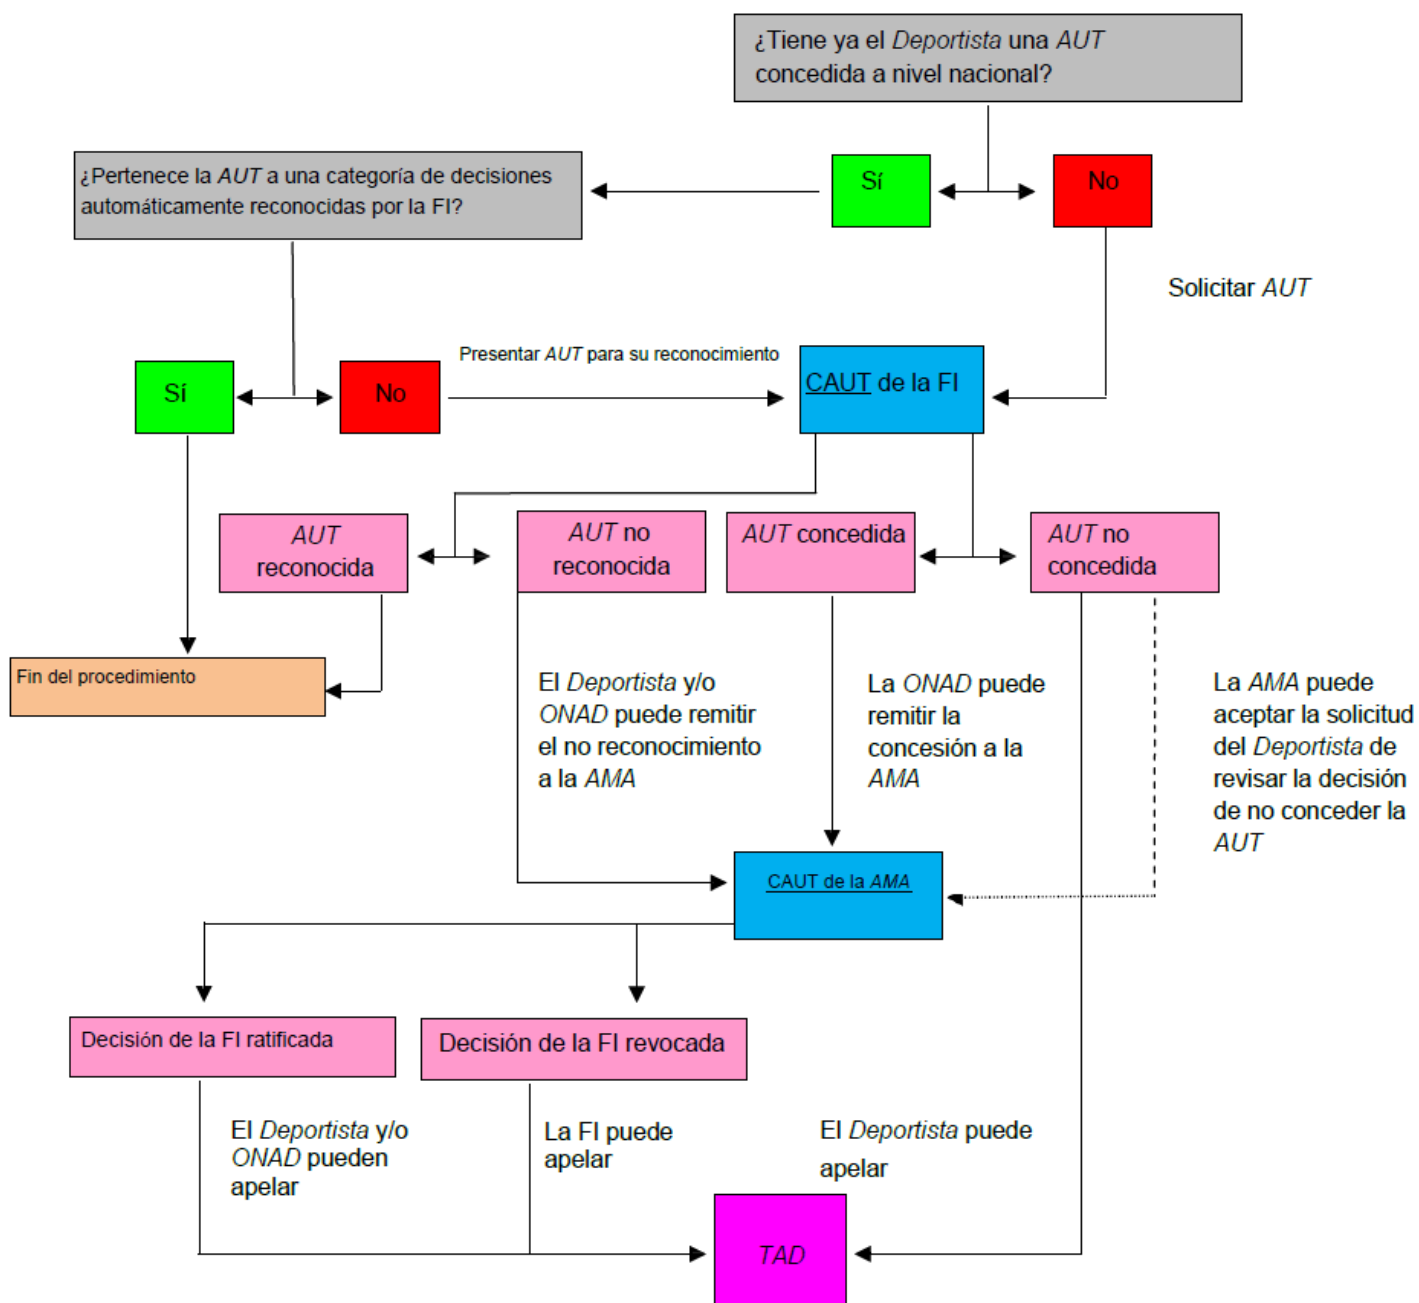 ¿Tiene ya el Deportista una AUT
concedida a nivel nacional?
¿Pertenece la AUT a una categoría de decisiones
automáticamente reconocidas por la FI?
Sí
No
Solicitar AUT
Sí
No
Presentar AUT para su reconocimiento
CAUT de la FI
AUT
reconocida
AUT no
reconocida
AUT concedida
AUT no
concedida
Fin del procedimiento
El Deportista y/o
ONAD puede remitir
el no reconocimiento
a la AMA
La ONAD puede
remitir la
concesión a la
AMA
La AMA puede
aceptar la solicitud
del Deportista de
revisar la decisión
de no conceder la
AUT
CAUT de la AMA
Decisión de la FI ratificada
Decisión de la FI revocada
El Deportista y/o
ONAD pueden
apelar
La FI puede
apelar
El Deportista puede
apelar
TAD